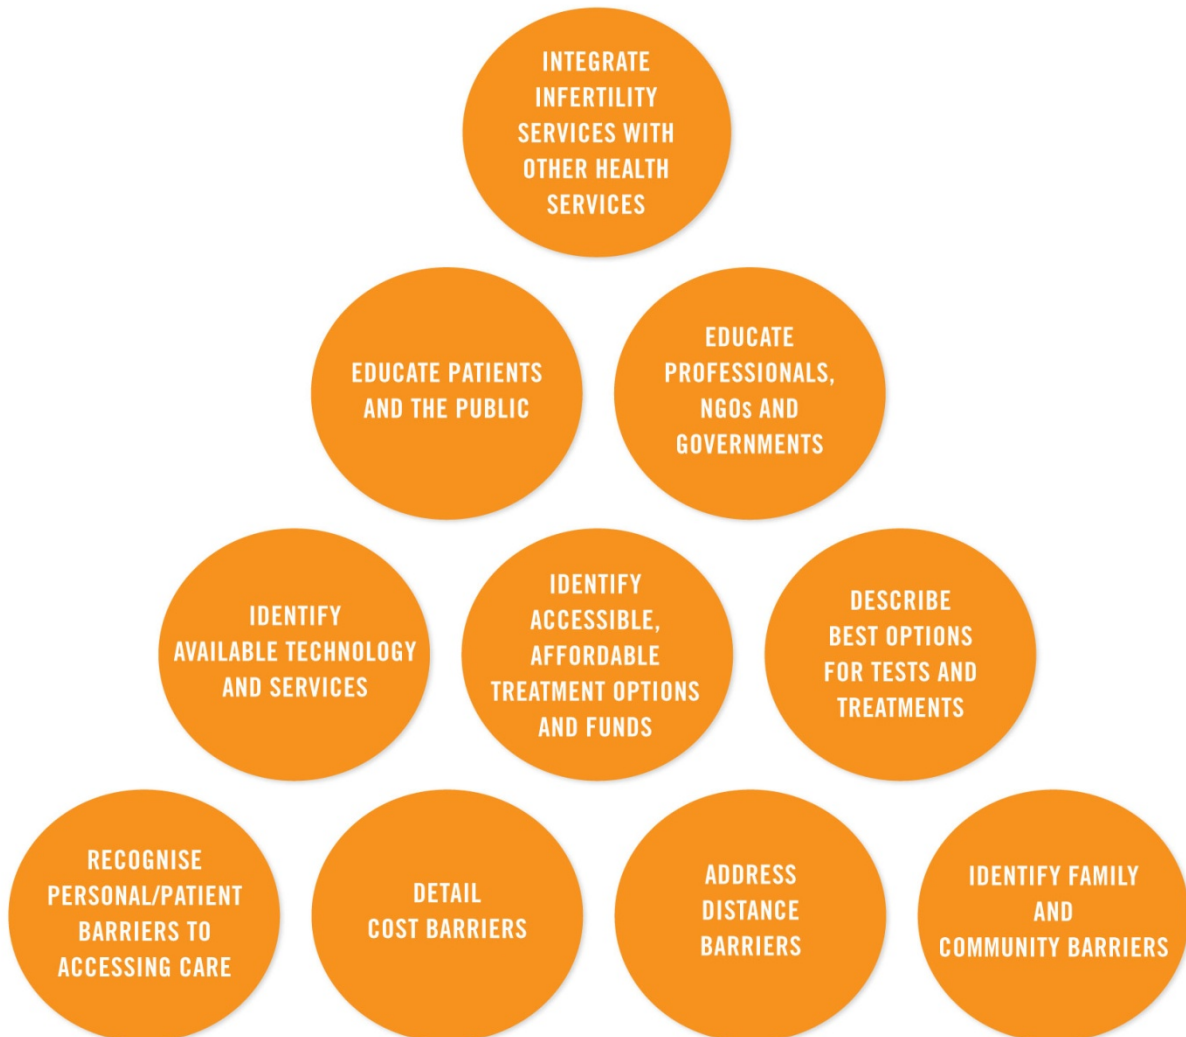 INTEGRATE
INFERTILITY
SERVICES WITH
OTHER HEALTH
SERVICES
EDUCATE PATIENTS
AND THE PUBLIC
EDUCATE
PROFESSIONALS,
NGOs AND
GOVERNMENTS
IDENTIFY
AVAILABLE TECHNOLOGY
AND SERVICES
IDENTIFY
ACCESSIBLE,
AFFORDABLE
TREATMENT OPTIONS
AND FUNDS
DESCRIBE
BEST OPTIONS
FOR TESTS AND
TREATMENTS
RECOGNISE
PERSONAL/PATIENT
BARRIERS TO
ACCESSING CARE
DETAIL
COST BARRIERS
ADDRESS
DISTANCE
BARRIERS
IDENTIFY FAMILY
AND
COMMUNITY BARRIERS